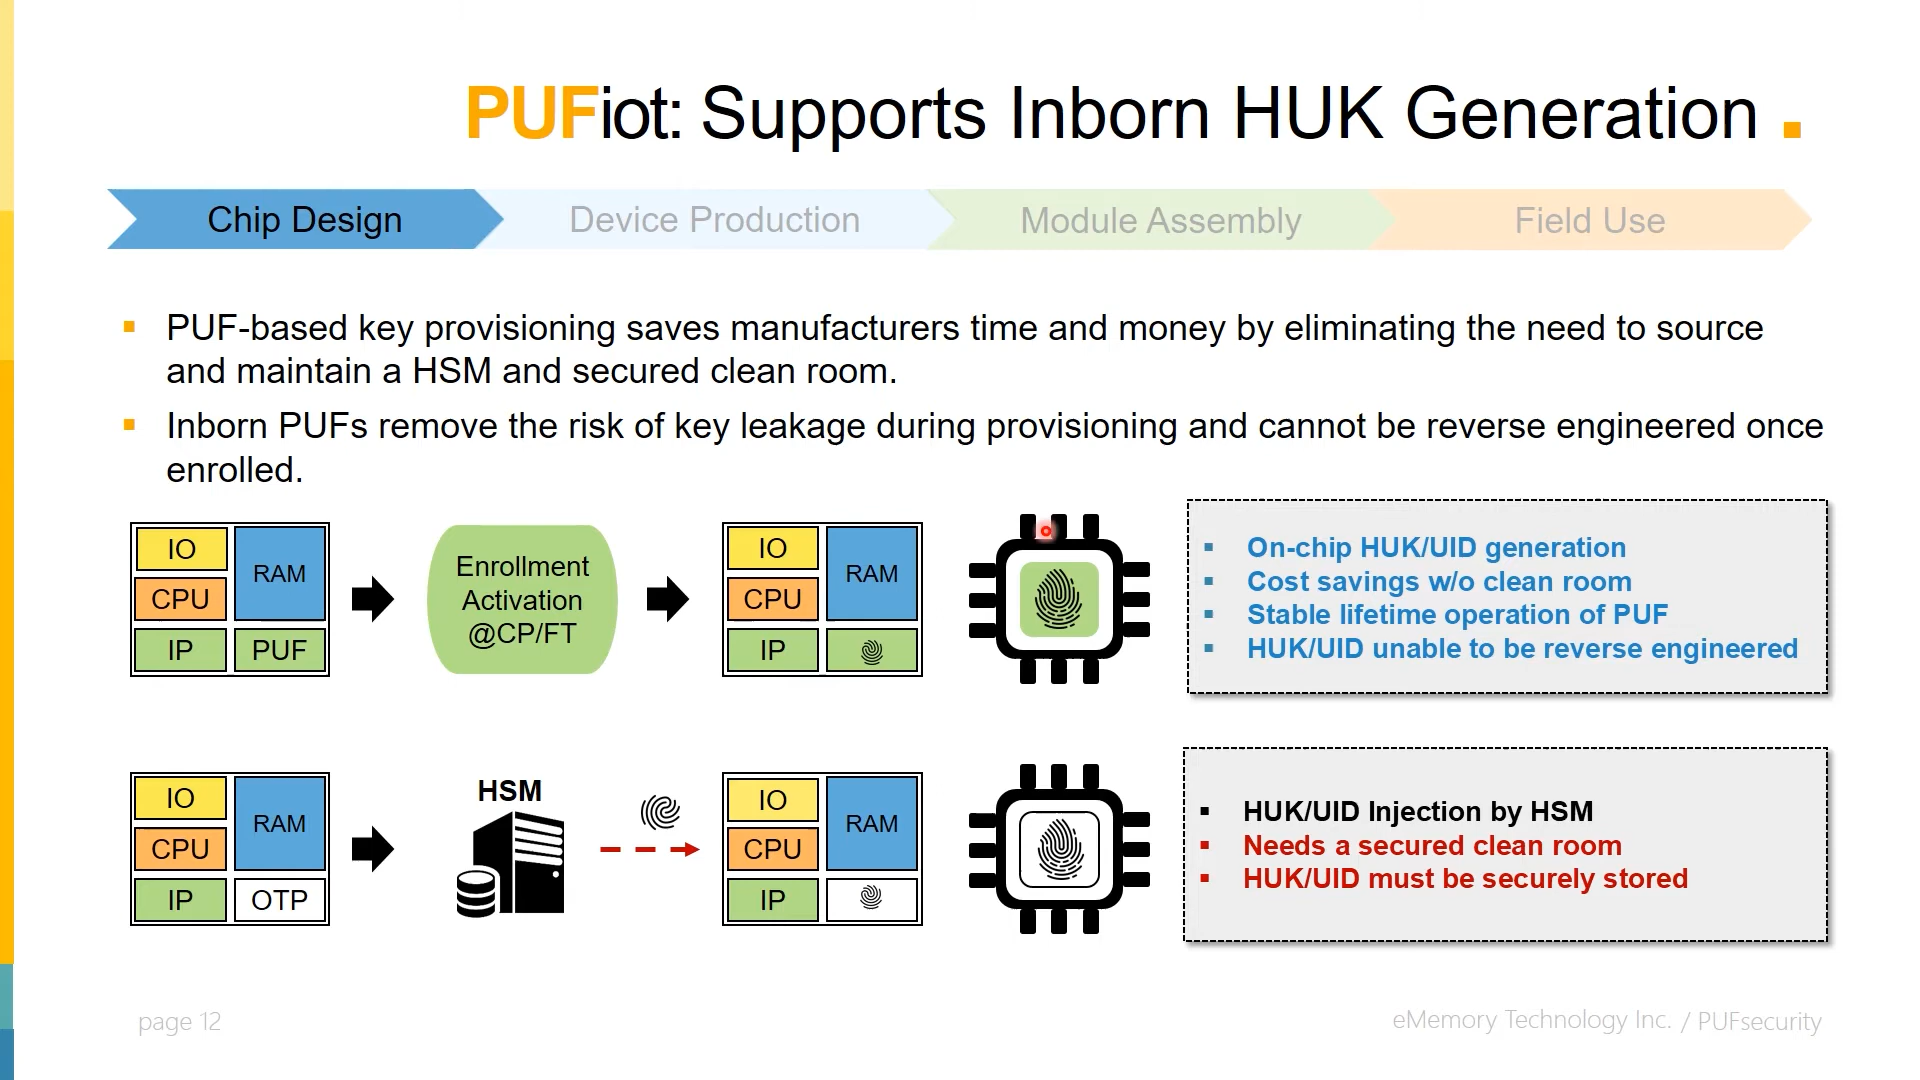 PUFiot: Supports Inborn HUK Generation .
Chip Design
Device Production
Module Assembly
Field Use
▪ PUF-based key provisioning saves manufacturers time and money by eliminating the need to source
and maintain a HSM and secured clean room.
▪ Inborn PUFs remove the risk of key leakage during provisioning and cannot be reverse engineered once
enrolled.
IO
RAM
CPU
IP
PUF
Enrollment
Activation
@CP/FT
IO
RAM
CPU
IP
▪ On-chip HUK/UID generation
▪ Cost savings w/o clean room
▪ Stable lifetime operation of PUF
▪ HUK/UID unable to be reverse engineered
IO
RAM
CPU
IP
OTP
HSM
IO
RAM
CPU
IP
▪ HUK/UID Injection by HSM
▪ Needs a secured clean room
▪ HUK/UID must be securely stored
page 12
eMemory Technology Inc. / PUFsecurity